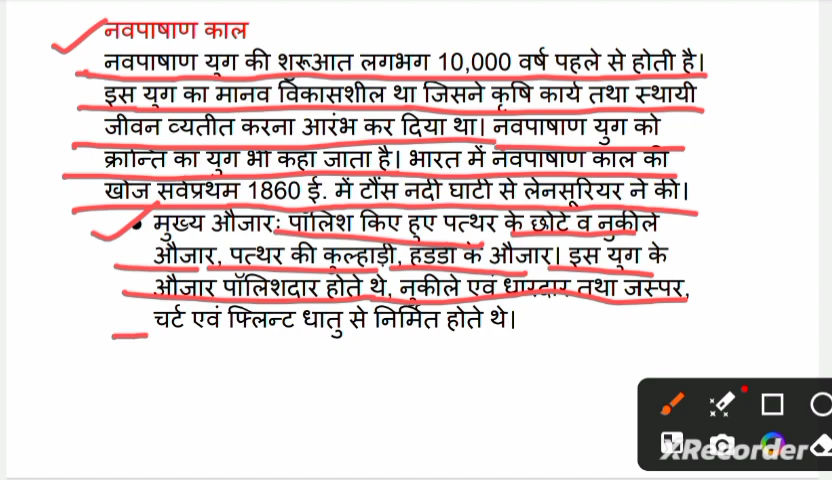 नवपाषाण काल
नवपाषाण युग की शुरूआत लगभग 10,000 वर्ष पहले से होती है।
इस युग का मानव विकासशील था जिसने कृषि कार्य तथा स्थायी
जीवन व्यतीत करना आरंभ कर दिया था। नवपाषाण युग को
क्रान्ति का युग भी कहा जाता है। भारत में नवपाषाण काल की
खोज सर्वप्रथम 1860 ई. में टौंस नदी घाटी से लेनसूरियर ने की।
• मुख्य औजार: पॉलिश किए हुए पत्थर के छोटे व नुकीले
औजार, पत्थर की कुल्हाड़ी, हडडी के औजार। इस युग के
औजार पॉलिशदार होते थे, नुकीले एवं धारदार तथा जस्पर,
चर्ट एवं फ्लिन्ट धातु से निर्मित होते थे।
XRecorder